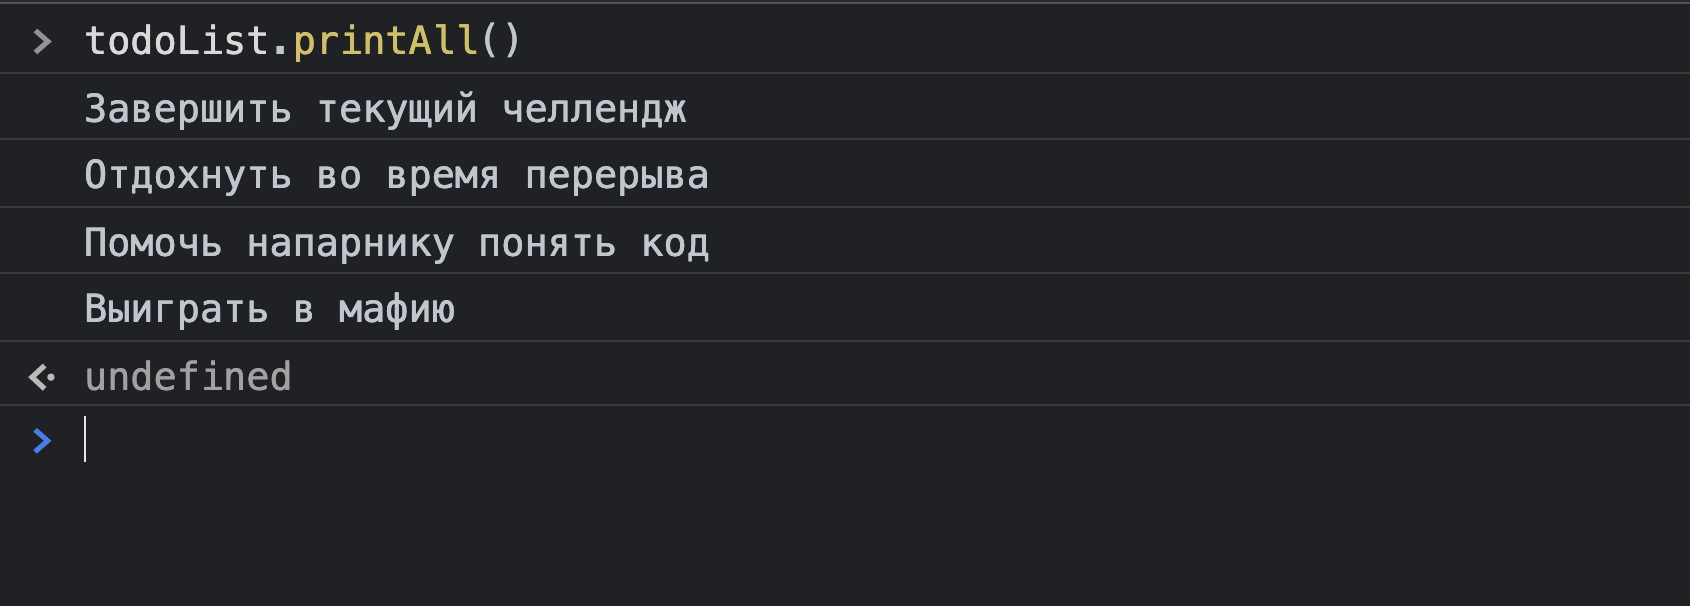 todoList.printAll()
Завершить текущий челлендж
Отдохнуть во время перерыва
Помочь напарнику понять код
Выиграть в мафию
undefined